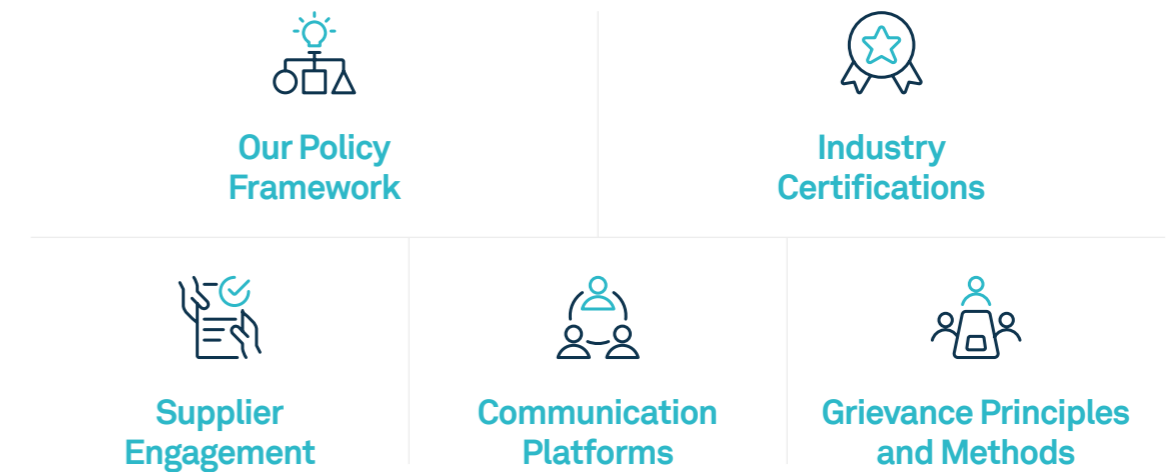 Our Policy
Framework
Industry
Certifications
Supplier
Engagement
Communication
Platforms
Grievance Principles
and Methods